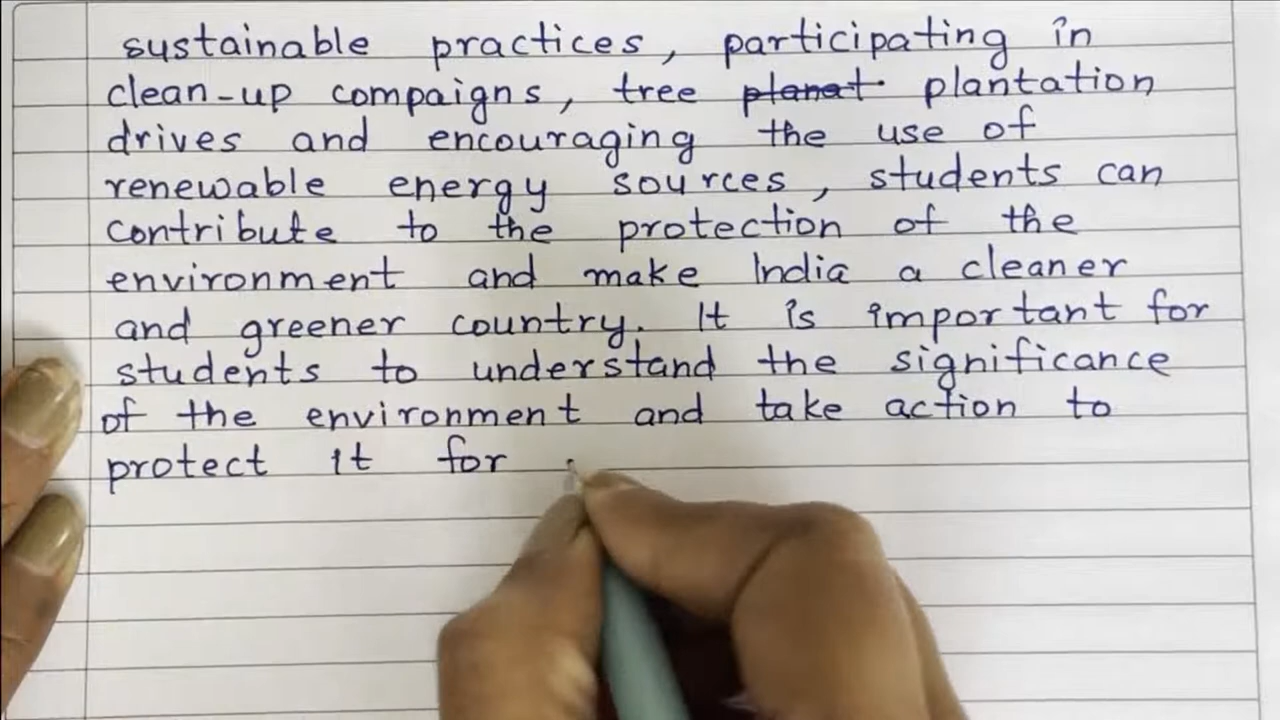 sustainable practices, participating in
clean-up compaigns, tree planat plantation
drives and encouraging the use of
renewable energy sources, students can
contribute to the protection of the
environment and make India a cleaner
and greener country. It is important for
students to understand the significance
of the environment and take action to
protect it for